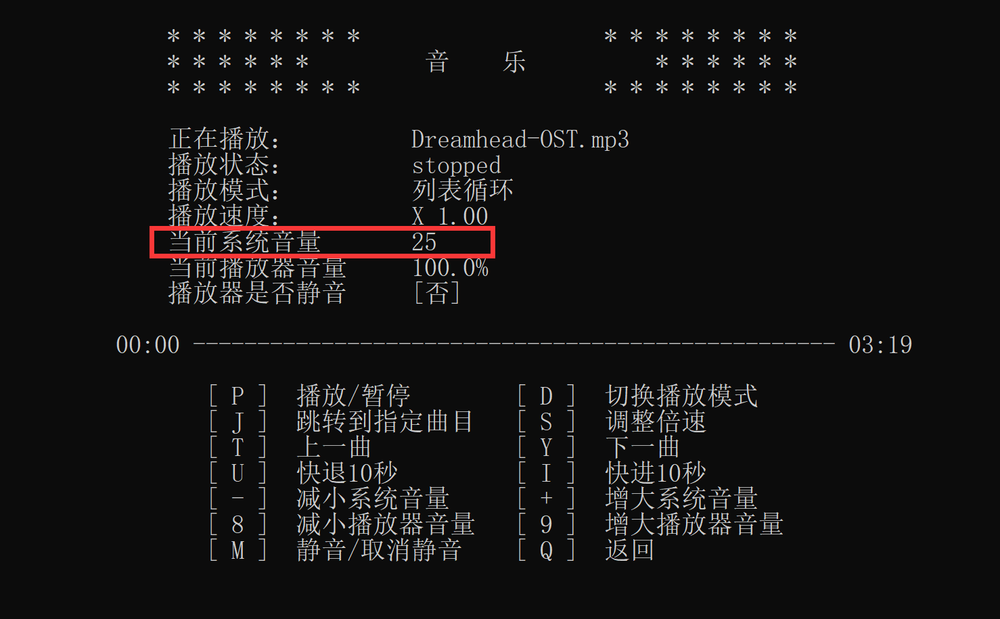 * * * * * * * * * * * * * * * *
* * * * * * 音 乐 * * * * * *
* * * * * * * * * * * * * * * *
正在播放: Dreamhead-OST.mp3
播放状态: stopped
播放模式: 列表循环
播放速度: X 1.00
当前系统音量 25
当前播放器音量 100.0%
播放器是否静音 [否]
00:00 -------------------------------------------------- 03:19
[ P ] 播放/暂停 [ D ] 切换播放模式
[ J ] 跳转到指定曲目 [ S ] 调整倍速
[ T ] 上一曲 [ Y ] 下一曲
[ U ] 快退10秒 [ I ] 快进10秒
[ - ] 减小系统音量 [ + ] 增大系统音量
[ 8 ] 减小播放器音量 [ 9 ] 增大播放器音量
[ M ] 静音/取消静音 [ Q ] 返回